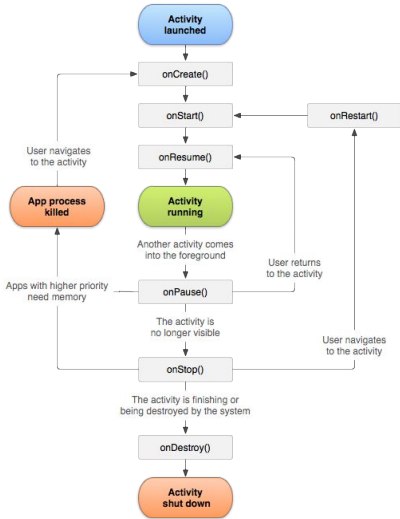 Activity
launched
onCreate()
onStart()
onRestart()
User navigates
to the activity
onResume()
App process
killed
Activity
running
Another activity comes
into the foreground
User returns
to the activity
Apps with higher priority
need memory
onPause()
The activity is
no longer visible
User navigates
to the activity
onStop()
The activity is finishing or
being destroyed by the system
onDestroy()
Activity
shut down